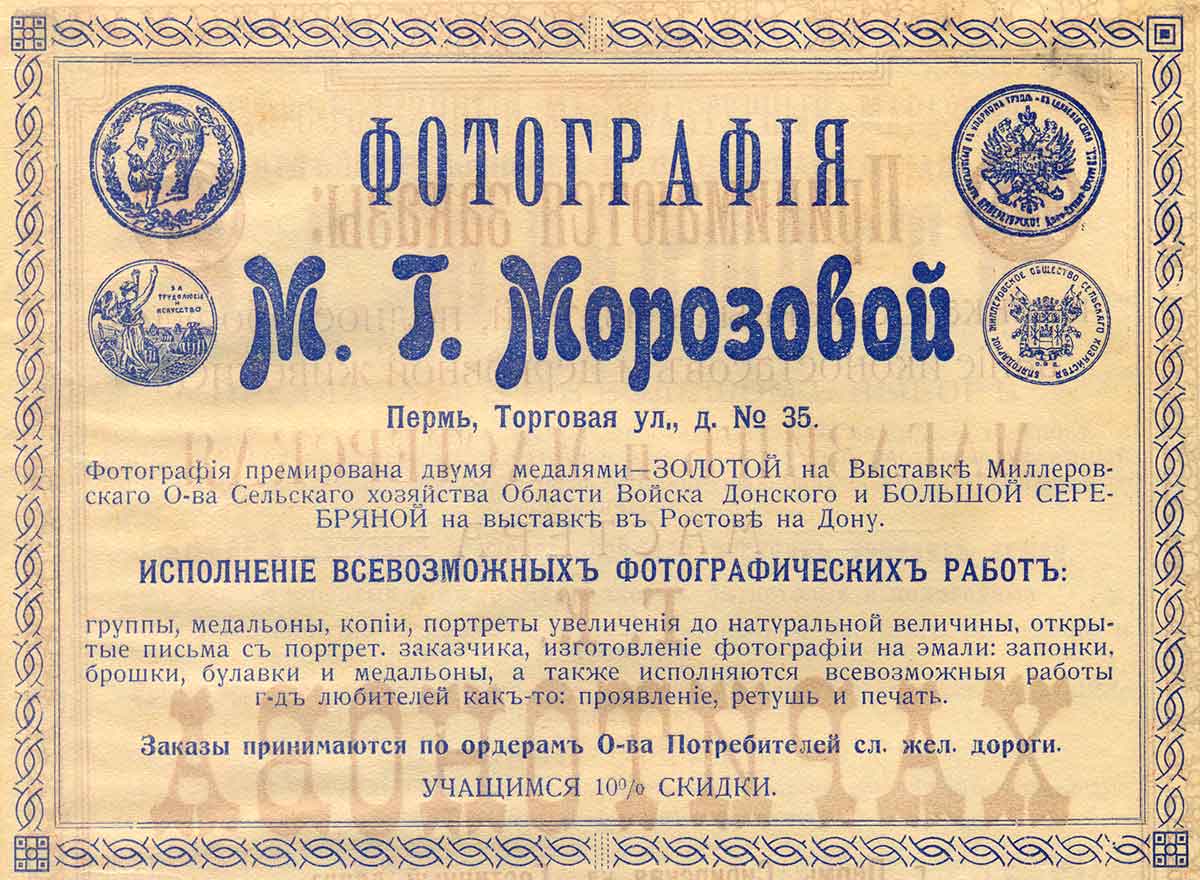 ФОТОГРАФІЯ
М. Г. Морозовой
ЗА
ТРУДОЛЮБІЕ
И
ИСКУССТВО
Пермь, Торговая ул., д. № 35.
Фотографія премирована двумя медалями—ЗОЛОТОЙ на Выставкѣ Миллеров-
скаго О-ва Сельскаго хозяйства Области Войска Донского и БОЛЬШОЙ СЕРЕ-
БРЯНОЙ на выставкѣ въ Ростовѣ на Дону.
ИСПОЛНЕНІЕ ВСЕВОЗМОЖНЫХЪ ФОТОГРАФИЧЕСКИХЪ РАБОТЪ:
группы, медальоны, копіи, портреты увеличенія до натуральной величины, откры-
тые письма съ портрет. заказчика, изготовленіе фотографіи на эмали: запонки,
брошки, булавки и медальоны, а также исполняются всевозможныя работы
г-дъ любителей какъ-то: проявленіе, ретушь и печать.
Заказы принимаются по ордерамъ О-ва Потребителей сл. жел. дороги.
УЧАЩИМСЯ 10% СКИДКИ.